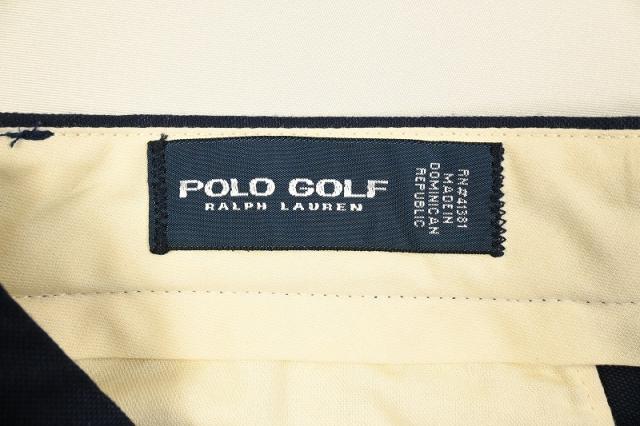 POLO GOLF
RALPH LAUREN
RN#41381
MADE IN
DOMINICAN
REPUBLIC